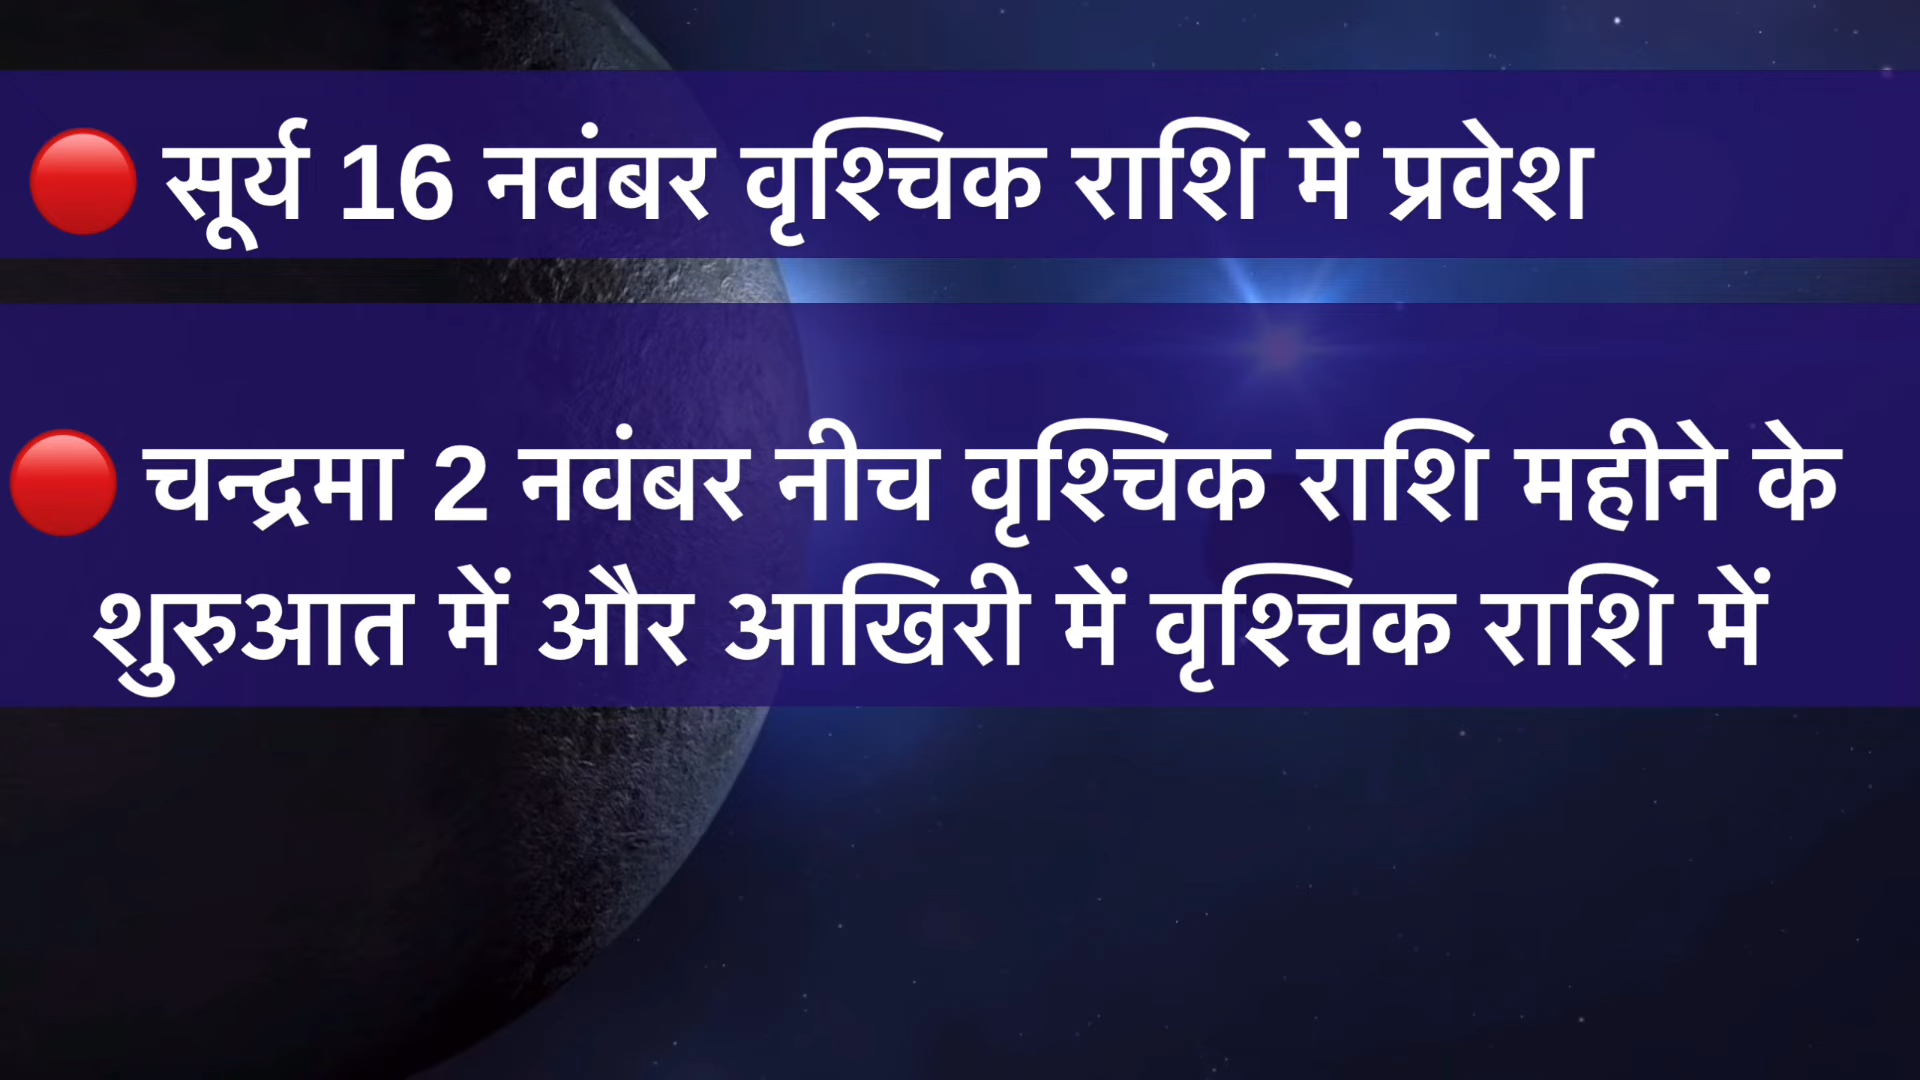 🔴 सूर्य 16 नवंबर वृश्चिक राशि में प्रवेश
🔴 चन्द्रमा 2 नवंबर नीच वृश्चिक राशि महीने के
शुरुआत में और आखिरी में वृश्चिक राशि में